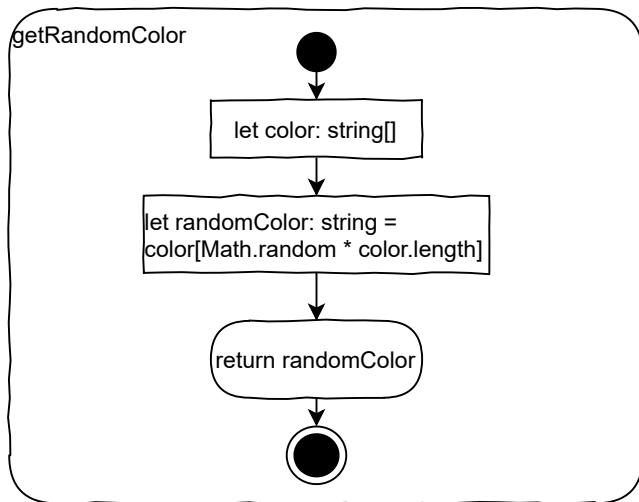 getRandomColor
let color: string[]
let randomColor: string =
color[Math.random * color.length]
return randomColor